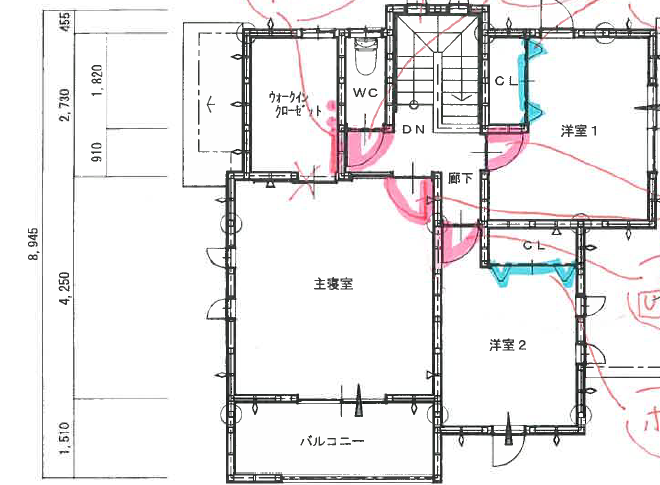 455
2,730
1,820
910
8,945
4,250
1,510
ウォークイン
クローゼット
WC
DN
CL
洋室1
廊下
CL
主寝室
洋室2
バルコニー